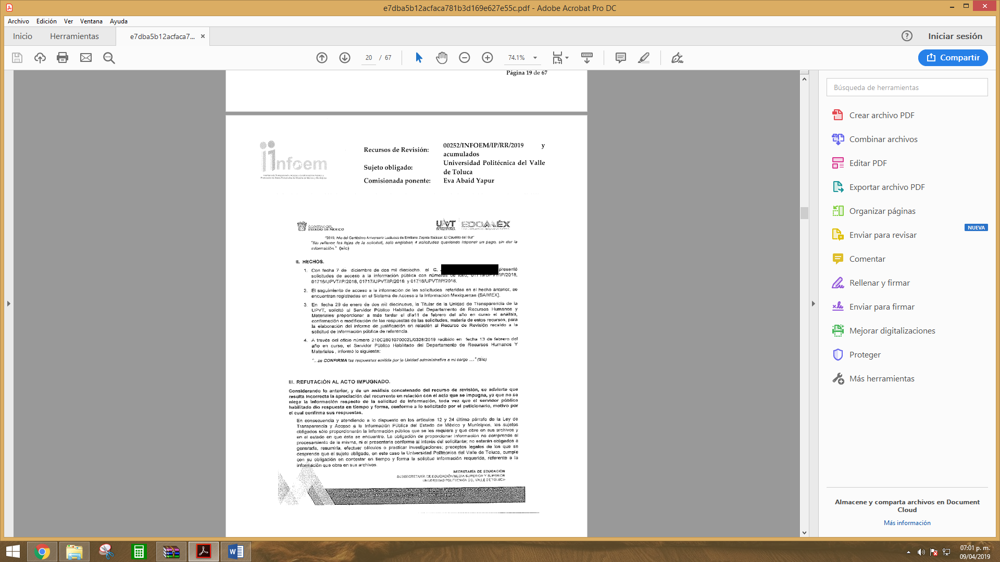 e7dba5b12acfaca781b3d169e627e55c.pdf - Adobe Acrobat Pro DC
Archivo Edición Ver Ventana Ayuda
Inicio Herramientas e7dba5b12acfaca7... × Iniciar sesión
20 / 67 74.1% Compartir
Página 19 de 67
infoem
Instituto de Transparencia, Acceso a la Información Pública y
Protección de Datos Personales del Estado de México y Municipios
Recursos de Revisión: 00252/INFOEM/IP/RR/2019 y
acumulados
Sujeto obligado: Universidad Politécnica del Valle
de Toluca
Comisionada ponente: Eva Abaid Yapur
GOBIERNO DEL
ESTADO DE MÉXICO
UPVT EDOMÉX
"2019. Año del Centésimo Aniversario Luctuoso de Emiliano Zapata Salazar. El Caudillo del Sur"
"No refieren las fojas de la solicitud, solo engloban 4 solicitudes queriendo imponer un pago, sin dar la
información." (sic)
II. HECHOS.
1. Con fecha 7 de diciembre de dos mil dieciocho, el C. presentó
solicitudes de acceso a la información pública con números de folio,
01716/UPVT/IP/2018, 01717/UPVT/IP/2018 y 01718/UPVT/IP/2018.
2. El seguimiento de acceso a la información de las solicitudes referidas en el hecho anterior, se
encuentran registradas en el Sistema de Acceso a la Información Mexiquense (SAIMEX).
3. En fecha 29 de enero de dos mil diecinueve, la Titular de la Unidad de Transparencia de la
UPVT, solicitó al Servidor Público Habilitado del Departamento de Recursos Humanos y
Materiales proporcionar a más tardar el día11 de febrero del año en curso el análisis,
confirmación o modificación de las respuestas de las solicitudes, materia de estos recursos, para
la elaboración del informe de justificación en relación al Recurso de Revisión recaído a la
solicitud de información pública de referencia.
4. A través del oficio número 210C2801070002L/0328/2019 recibido en fecha 13 de febrero del
año en curso, el Servidor Público Habilitado del Departamento de Recursos Humanos Y
Materiales , informó lo siguiente:
"...se CONFIRMA las respuestas emitida por la Unidad administrativa a mi cargo ...." (Sic)
III. REFUTACIÓN AL ACTO IMPUGNADO.
Considerando lo anterior, y de un análisis concatenado del recurso de revisión, se advierte que
resulta incorrecta la apreciación del recurrente en relación con el acto que se impugna, ya que no se
niega la información respecto de la solicitud de información, toda vez que el servidor público
habilitado dio respuesta en tiempo y forma, conforme a lo solicitado por el peticionario, motivo por
el cual confirma sus respuestas.
En consecuencia y atendiendo a lo dispuesto en los artículos 12 y 24 último párrafo de la Ley de
Transparencia y Acceso a la Información Pública del Estado de México y Municipios, los sujetos
obligados sólo proporcionarán la información pública que se les requiera y que obre en sus archivos y
en el estado en que ésta se encuentre. La obligación de proporcionar información no comprende el
procesamiento de la misma, ni el presentarla conforme al interés del solicitante; no estarán obligados a
generarla, resumirla, efectuar cálculos o practicar investigaciones; preceptos legales de los que se
desprende que el sujeto obligado, en este caso la Universidad Politécnica del Valle de Toluca, cumple
con su obligación en contestar en tiempo y forma la solicitud información requerida, referente a la
información que obra en sus archivos.
SECRETARÍA DE EDUCACIÓN
SUBSECRETARÍA DE EDUCACIÓN MEDIA SUPERIOR Y SUPERIOR
UNIVERSIDAD POLITÉCNICA DEL VALLE DE TOLUCA
Búsqueda de herramientas
Crear archivo PDF
Combinar archivos
Editar PDF
Exportar archivo PDF
Organizar páginas
NUEVA
Enviar para revisar
Comentar
Rellenar y firmar
Enviar para firmar
Mejorar digitalizaciones
Proteger
Más herramientas
Almacene y comparta archivos en Document
Cloud
Más información
07:01 p. m.
09/04/2019